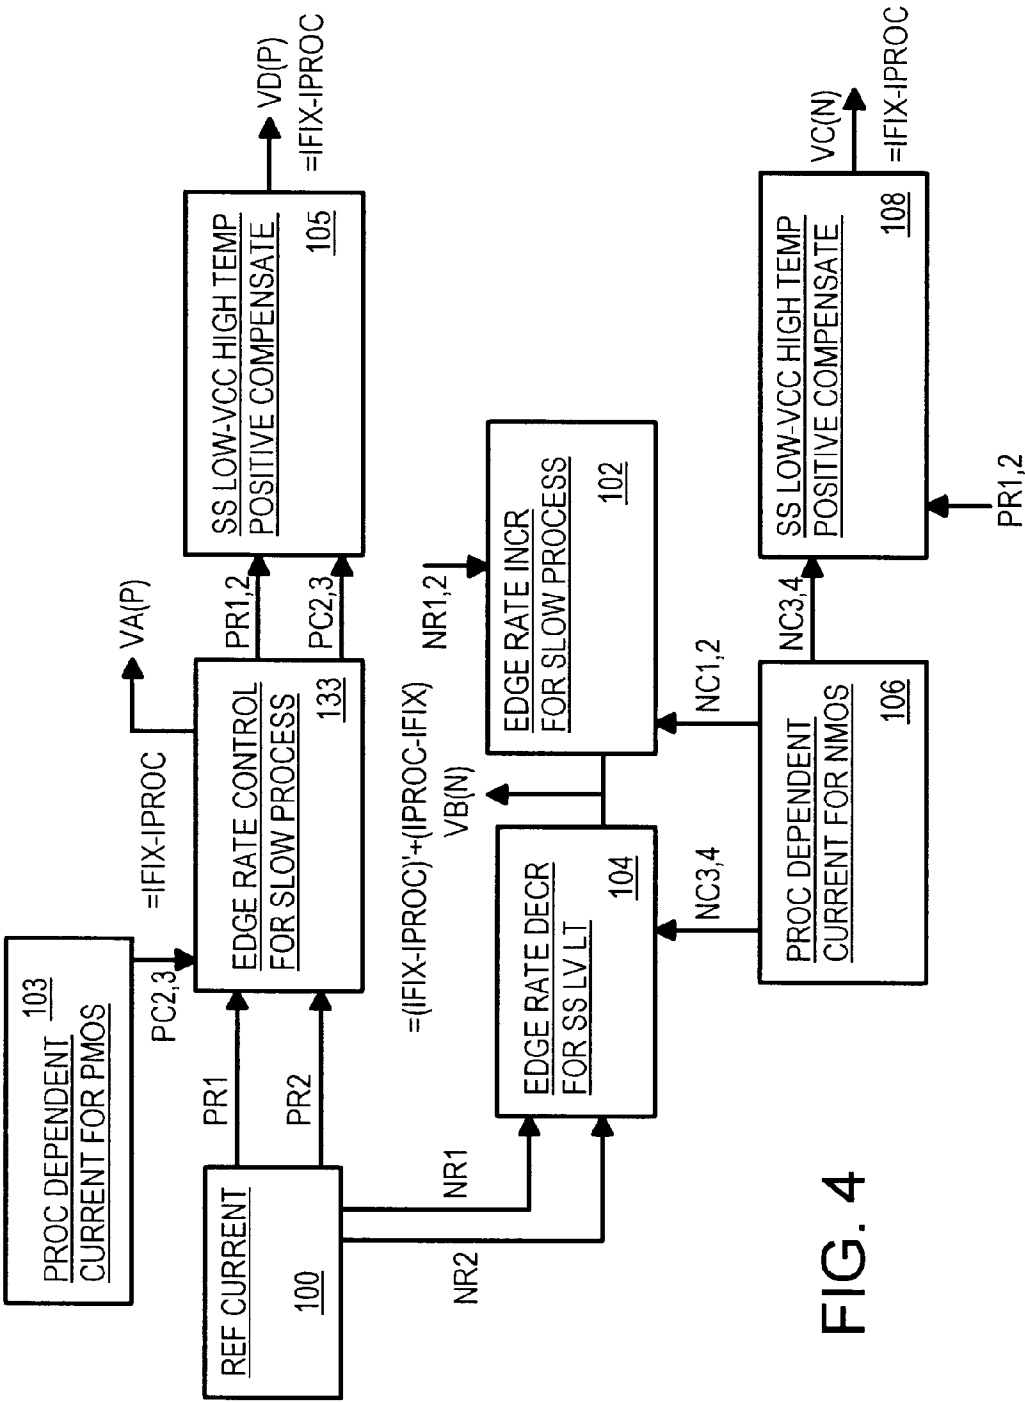 PROC DEPENDENT 103
CURRENT FOR PMOS
PC2,3
=IFIX-IPROC
VA(P)
REF CURRENT
100
PR1
PR2
EDGE RATE CONTROL
FOR SLOW PROCESS
133
PR1,2
PC2,3
SS LOW-VCC HIGH TEMP
POSITIVE COMPENSATE
105
VD(P)
=IFIX-IPROC
NR1
NR2
=(IFIX-IPROC)'+(IPROC-IFIX)
VB(N)
NR1,2
EDGE RATE DECR
FOR SS LV LT
104
EDGE RATE INCR
FOR SLOW PROCESS
102
NC3,4
NC1,2
PROC DEPENDENT
CURRENT FOR NMOS
106
NC3,4
SS LOW-VCC HIGH TEMP
POSITIVE COMPENSATE
108
VC(N)
=IFIX-IPROC
PR1,2
FIG. 4